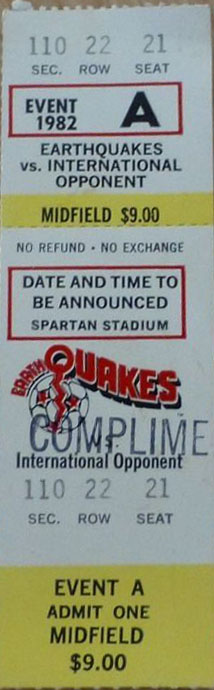 110 22 21
SEC. ROW SEAT
EVENT
1982
A
EARTHQUAKES
vs. INTERNATIONAL
OPPONENT
MIDFIELD $9.00
NO REFUND • NO EXCHANGE
DATE AND TIME TO
BE ANNOUNCED
SPARTAN STADIUM
EARTH QUAKES
COMPLIME
vs.
International Opponent
110 22 21
SEC. ROW SEAT
EVENT A
ADMIT ONE
MIDFIELD
$9.00